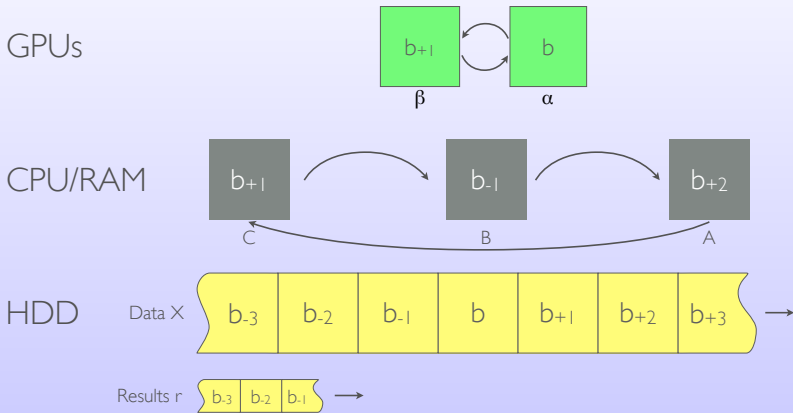 GPUs
b+1 b
β α
CPU/RAM
b+1 b-1 b+2
C B A
HDD
Data X b-3 b-2 b-1 b b+1 b+2 b+3
Results r b-3 b-2 b-1